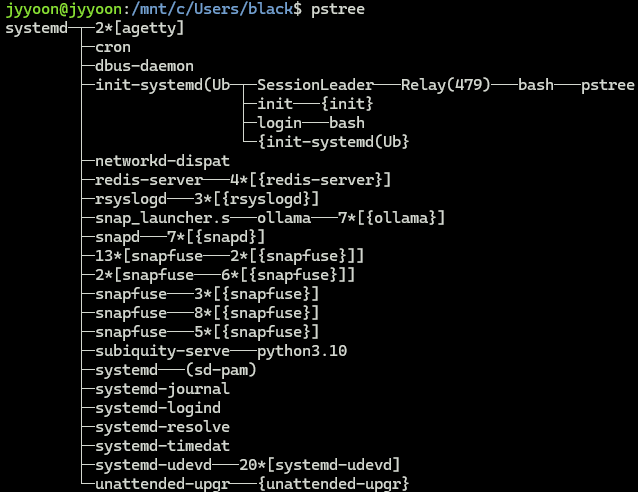 jyyoon@jyyoon:/mnt/c/Users/black$ pstree
systemd─┬─2*[agetty]
        ├─cron
        ├─dbus-daemon
        ├─init-systemd(Ub─┬─SessionLeader───Relay(479)───bash───pstree
        │                 ├─init───{init}
        │                 ├─login───bash
        │                 └─{init-systemd(Ub}
        ├─networkd-dispat
        ├─redis-server───4*[{redis-server}]
        ├─rsyslogd───3*[{rsyslogd}]
        ├─snap_launcher.s───ollama───7*[{ollama}]
        ├─snapd───7*[{snapd}]
        ├─13*[snapfuse───2*[{snapfuse}]]
        ├─2*[snapfuse───6*[{snapfuse}]]
        ├─snapfuse───3*[{snapfuse}]
        ├─snapfuse───8*[{snapfuse}]
        ├─snapfuse───5*[{snapfuse}]
        ├─subiquity-serve───python3.10
        ├─systemd───(sd-pam)
        ├─systemd-journal
        ├─systemd-logind
        ├─systemd-resolve
        ├─systemd-timedat
        ├─systemd-udevd───20*[systemd-udevd]
        └─unattended-upgr───{unattended-upgr}